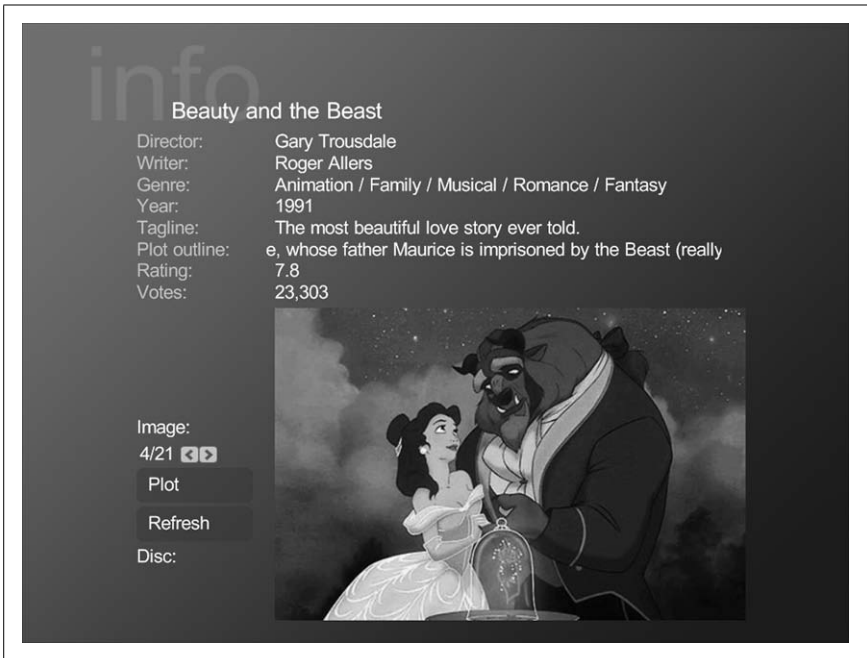 info
Beauty and the Beast
Director: Gary Trousdale
Writer: Roger Allers
Genre: Animation / Family / Musical / Romance / Fantasy
Year: 1991
Tagline: The most beautiful love story ever told.
Plot outline: e, whose father Maurice is imprisoned by the Beast (really
Rating: 7.8
Votes: 23,303
Image:
4/21
Plot
Refresh
Disc: